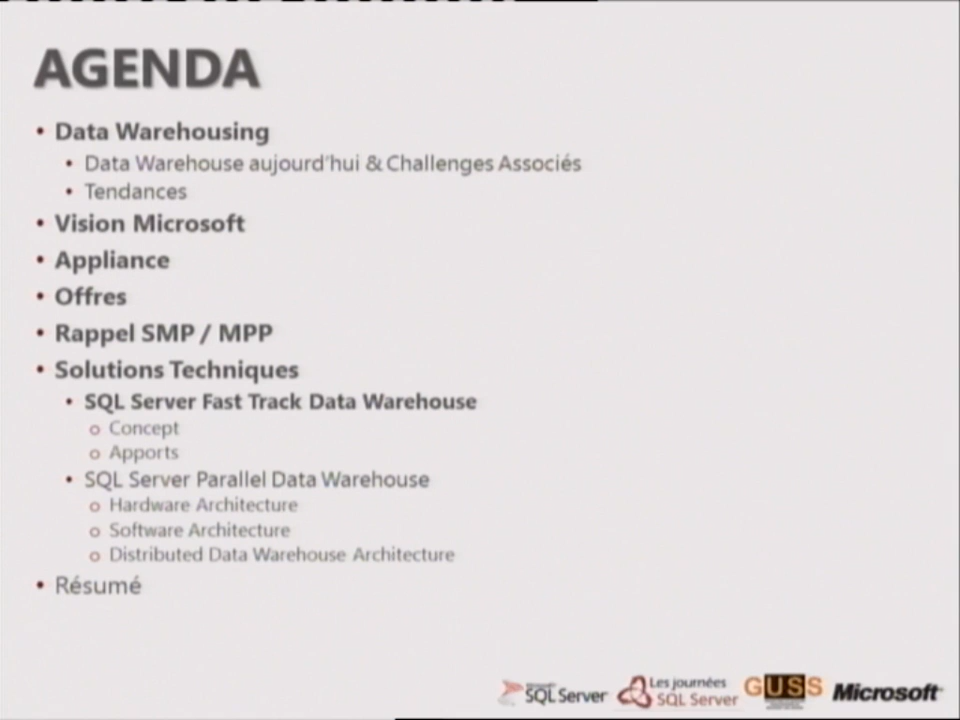 AGENDA
• Data Warehousing
• Data Warehouse aujourd'hui & Challenges Associés
• Tendances
• Vision Microsoft
• Appliance
• Offres
• Rappel SMP / MPP
• Solutions Techniques
• SQL Server Fast Track Data Warehouse
o Concept
o Apports
• SQL Server Parallel Data Warehouse
o Hardware Architecture
o Software Architecture
o Distributed Data Warehouse Architecture
• Résumé
SQL Server
Les journées
SQL Server
GUSS
Microsoft